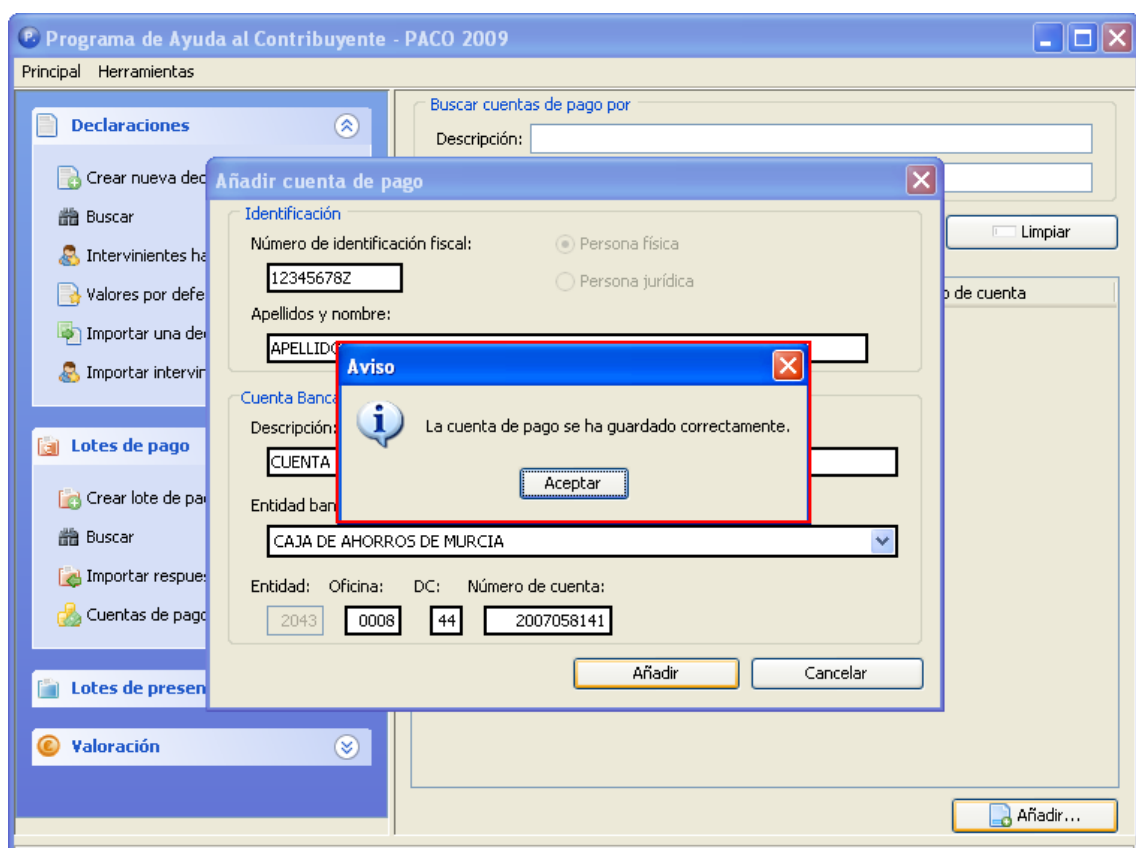 Programa de Ayuda al Contribuyente - PACO 2009
Principal Herramientas
Declaraciones
Crear nueva dec
Buscar
Intervinientes ha
Valores por defe
Importar una de
Importar intervin
Lotes de pago
Crear lote de pa
Buscar
Importar respue
Cuentas de pago
Lotes de presen
Valoración
Buscar cuentas de pago por
Descripción:
Limpiar
o de cuenta
Añadir...
Añadir cuenta de pago
Identificación
Número de identificación fiscal:
Persona física
12345678Z
Persona jurídica
Apellidos y nombre:
APELLIDO
Cuenta Banca
Descripción:
CUENTA
Entidad ban
CAJA DE AHORROS DE MURCIA
Entidad: Oficina: DC: Número de cuenta:
2043 0008 44 2007058141
Añadir Cancelar
Aviso
La cuenta de pago se ha guardado correctamente.
Aceptar